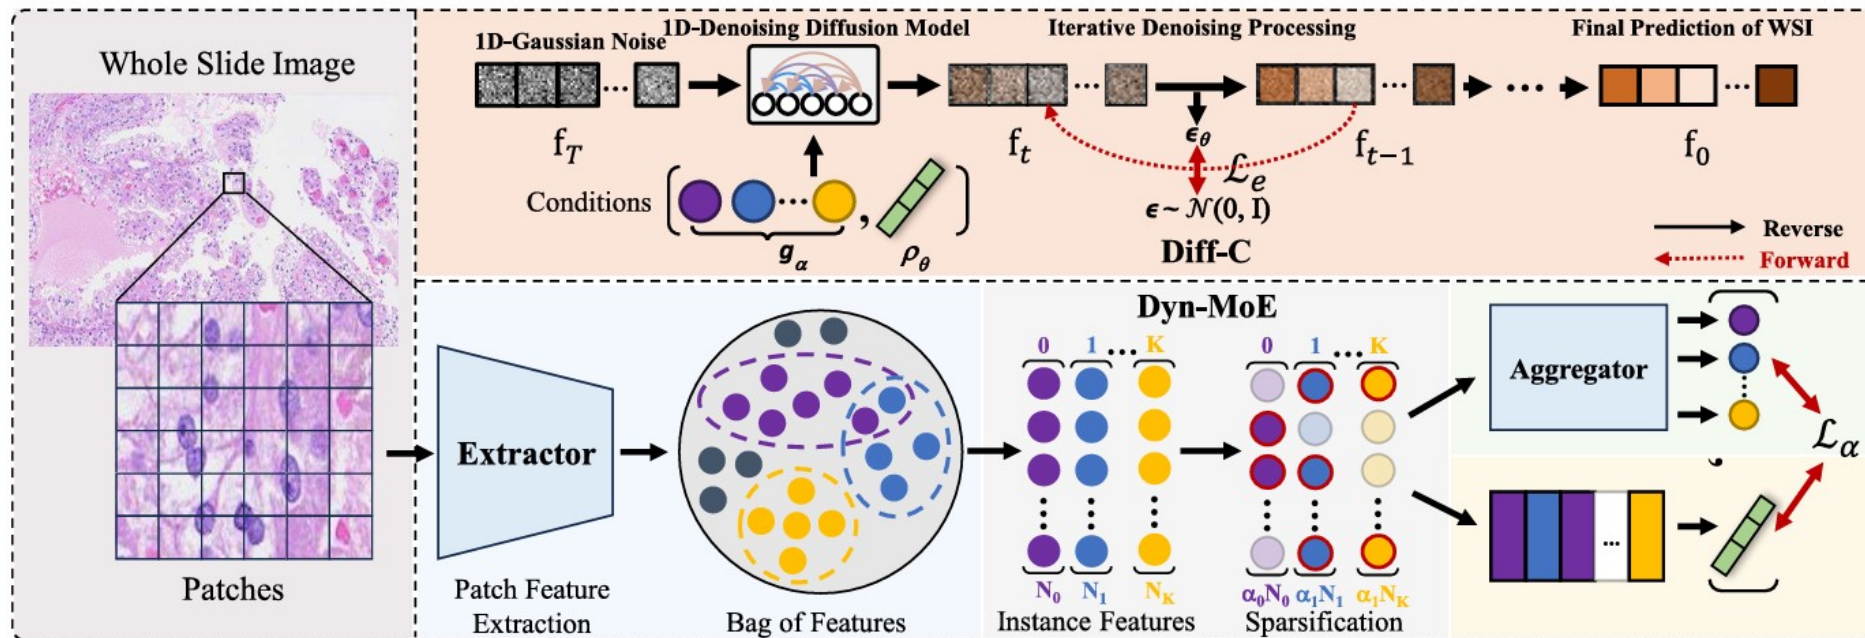 Whole Slide Image
Patches
1D-Gaussian Noise
1D-Denoising Diffusion Model
Iterative Denoising Processing
Final Prediction of WSI
...
...
...
...
...
f_T
f_t
ϵ_θ
f_{t−1}
f_0
ℒ_e
Conditions
...
,
ϵ ~ 𝒩(0, I)
g_α
ρ_θ
Diff-C
Reverse
Forward
Extractor
Patch Feature
Extraction
Bag of Features
Dyn-MoE
0 1 ... K
0 1 ... K
N_0 N_1 N_K
α_0N_0 α_1N_1 α_1N_K
Instance Features
Sparsification
Aggregator
ℒ_α
,
...